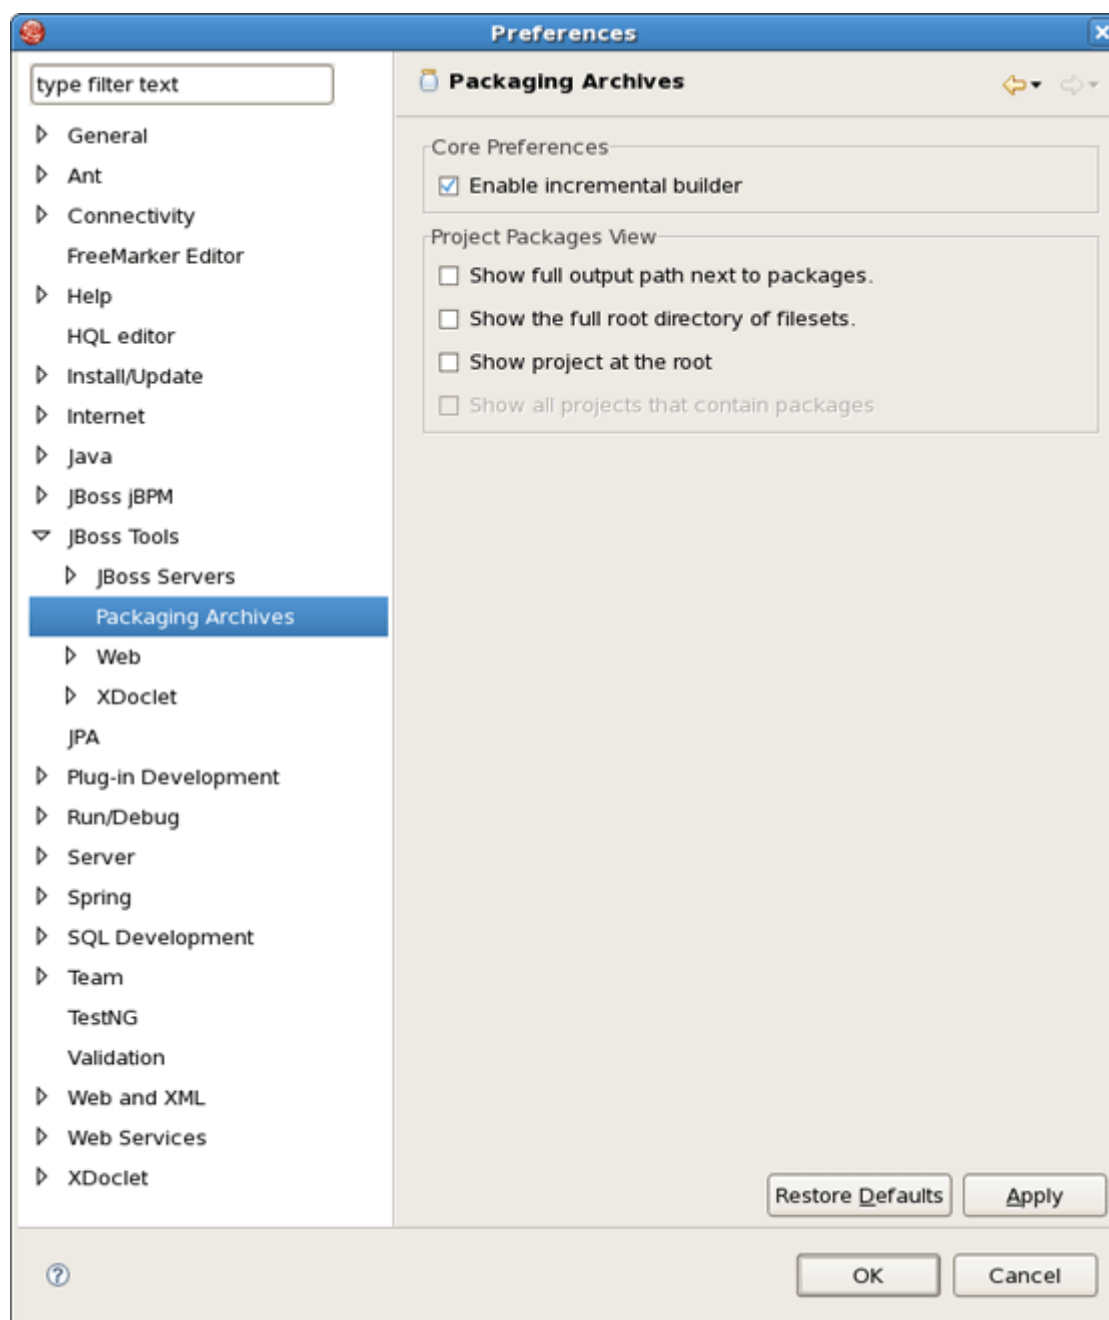 Preferences
type filter text
General
Ant
Connectivity
FreeMarker Editor
Help
HQL editor
Install/Update
Internet
Java
JBoss jBPM
JBoss Tools
JBoss Servers
Packaging Archives
Web
XDoclet
JPA
Plug-in Development
Run/Debug
Server
Spring
SQL Development
Team
TestNG
Validation
Web and XML
Web Services
XDoclet
Packaging Archives
Core Preferences
Enable incremental builder
Project Packages View
Show full output path next to packages.
Show the full root directory of filesets.
Show project at the root
Show all projects that contain packages
Restore Defaults Apply
? OK Cancel